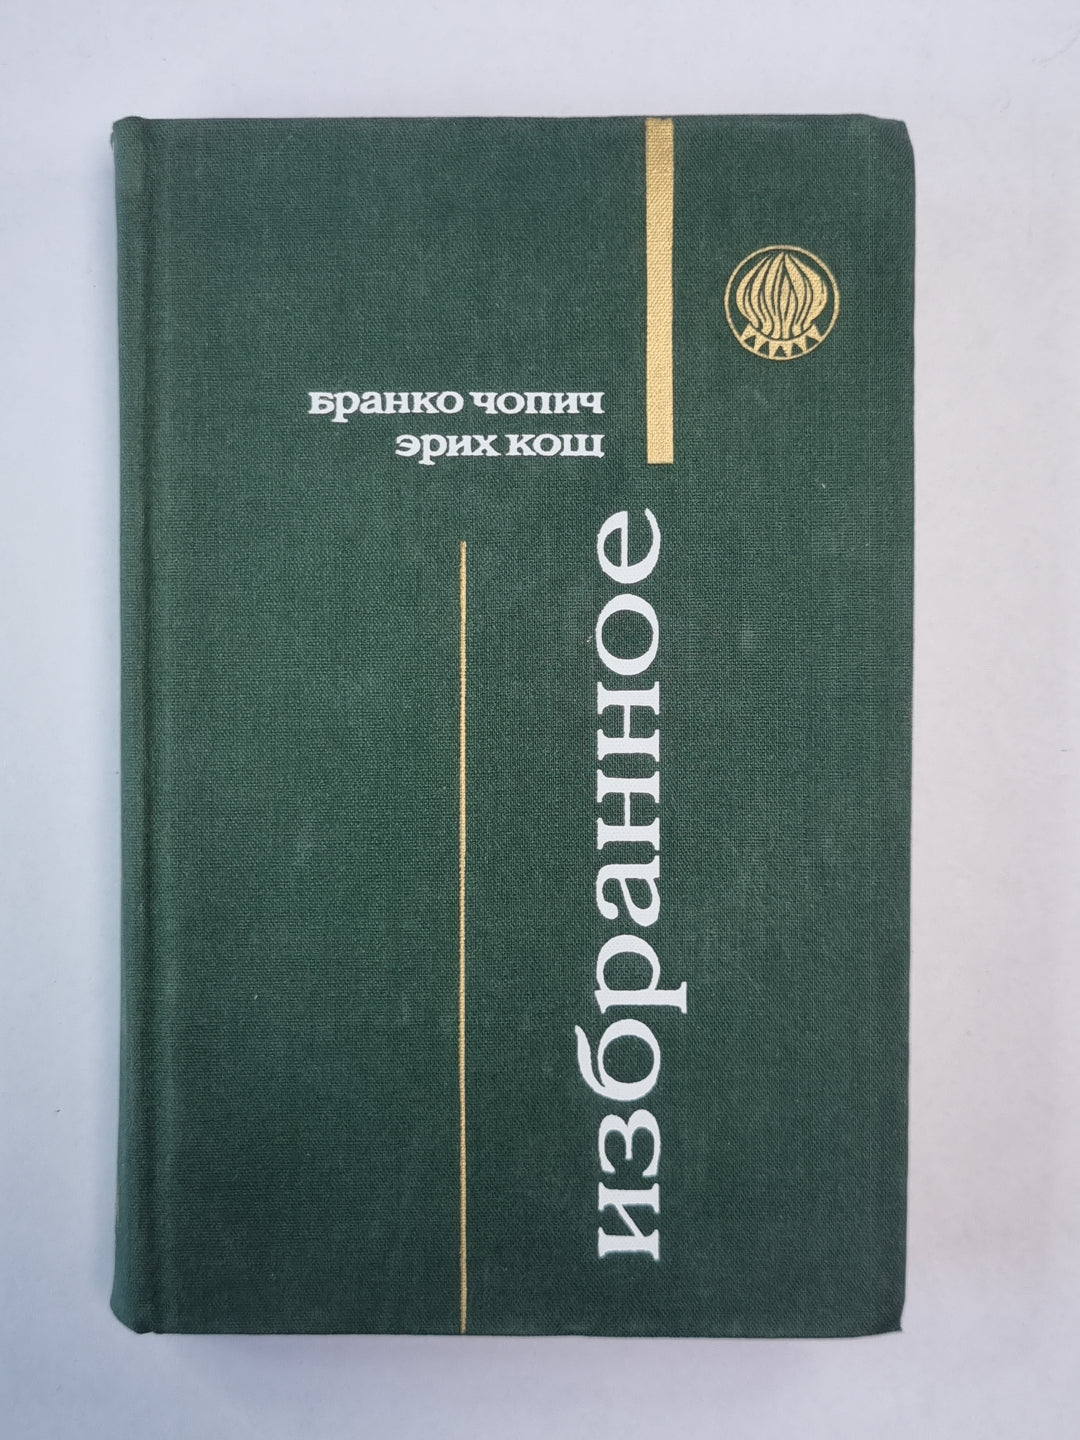 бранко чопич
эрих кош
избранное